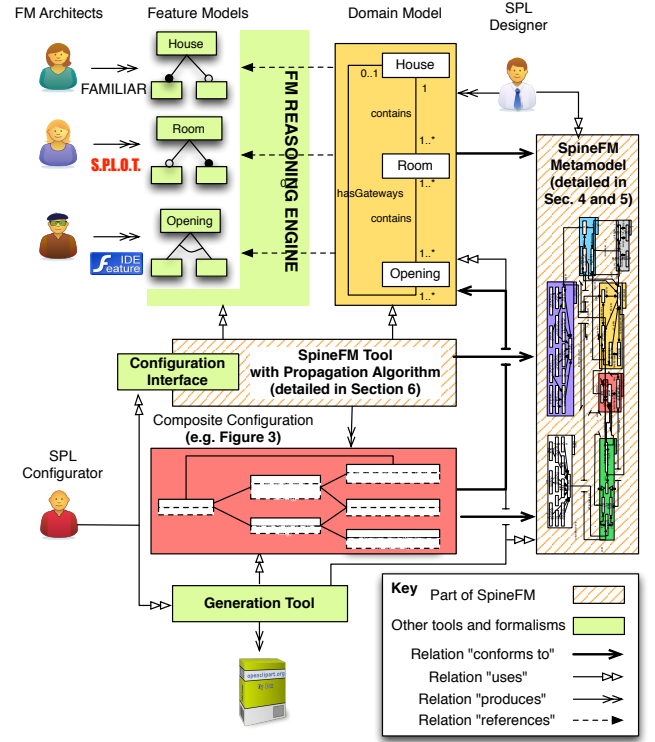 FM Architects
Feature Models
Domain Model
SPL
Designer
House
FAMILIAR
Room
S.P.L.O.T.
Opening
IDE
Feature
FM REASONING ENGINE
House
0..1
1
contains
1..*
Room
1..*
hasGateways
contains
1..*
Opening
1..*
SpineFM
Metamodel
(detailed in
Sec. 4 and 5)
Configuration
Interface
SpineFM Tool
with Propagation Algorithm
(detailed in Section 6)
Composite Configuration
(e.g. Figure 3)
SPL
Configurator
Generation Tool
openclipart.org
Key
Part of SpineFM
Other tools and formalisms
Relation "conforms to"
Relation "uses"
Relation "produces"
Relation "references"